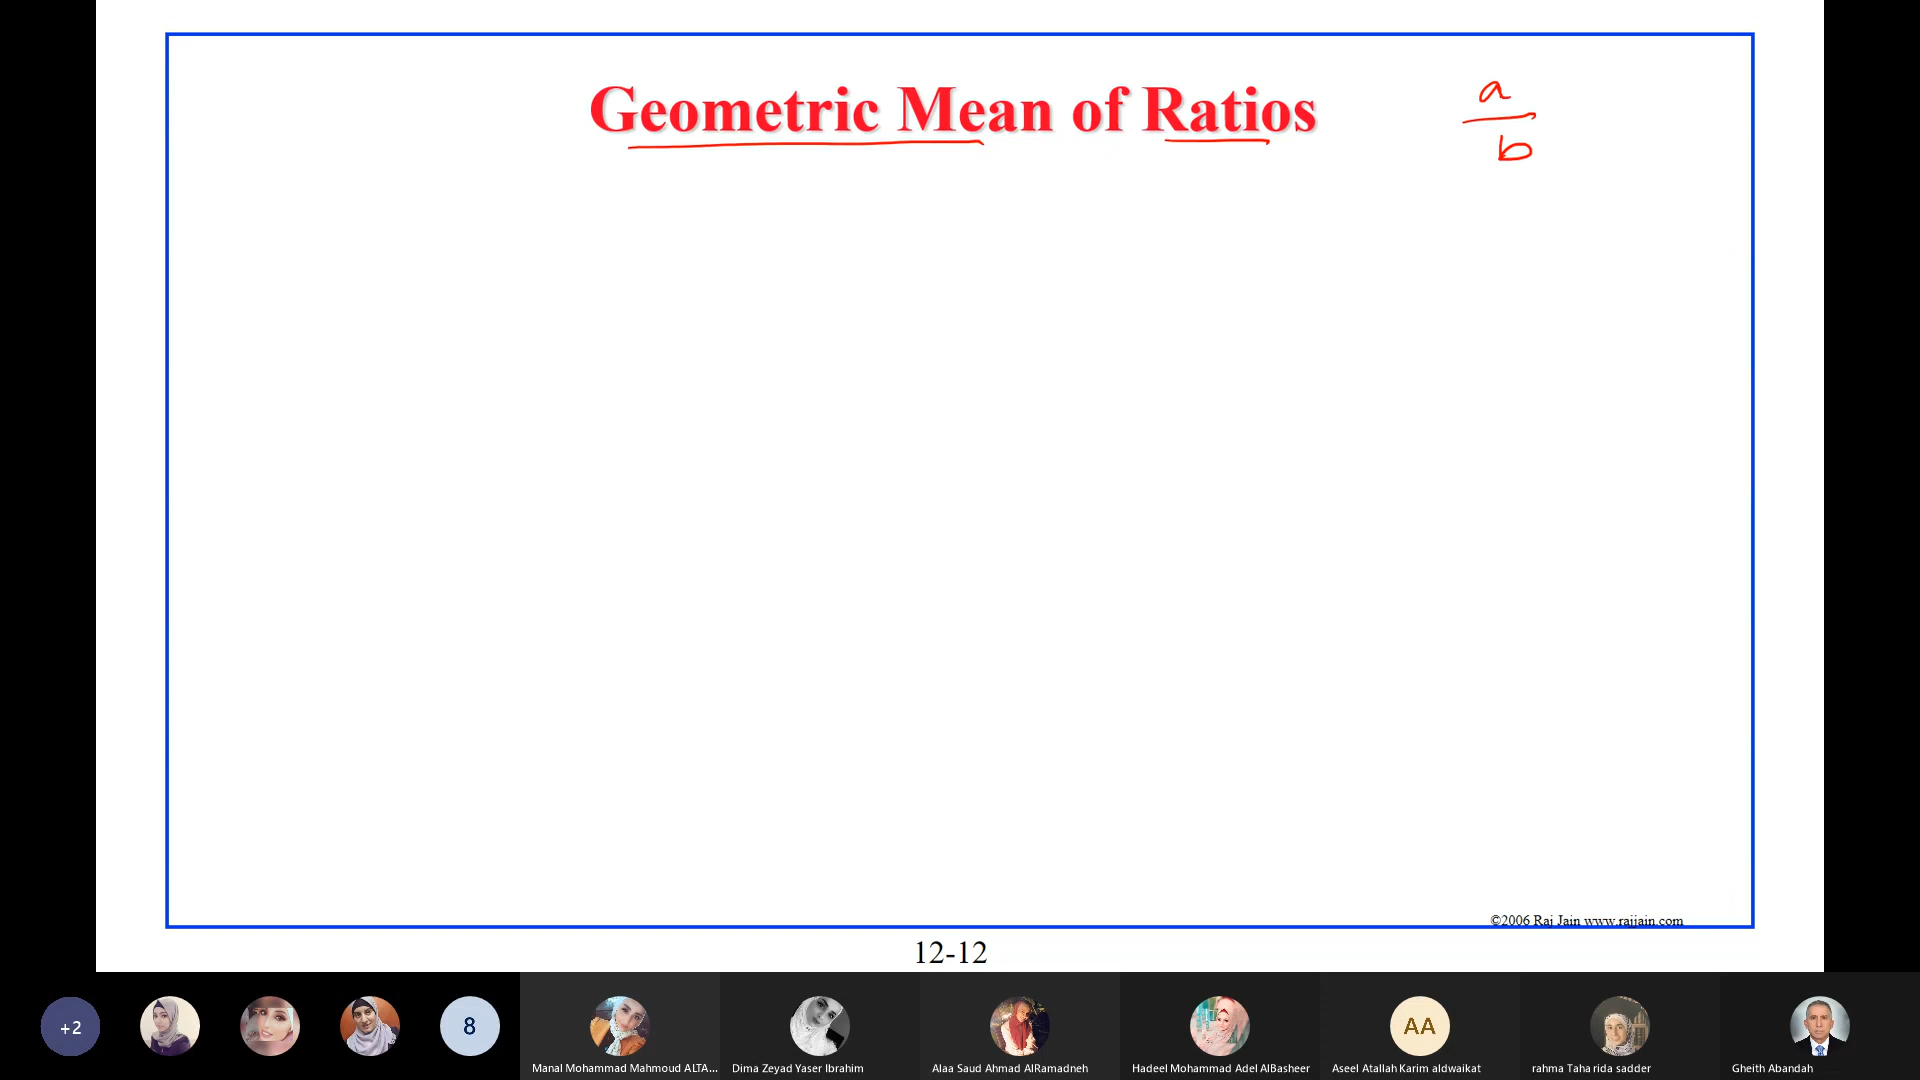 Geometric Mean of Ratios
a
b
©2006 Raj Jain www.rajjain.com
12-12
+2
8
AA
Manal Mohammad Mahmoud ALTA...
Dima Zeyad Yaser Ibrahim
Alaa Saud Ahmad AlRamadneh
Hadeel Mohammad Adel AlBasheer
Aseel Atallah Karim aldwaikat
rahma Taha rida sadder
Gheith Abandah